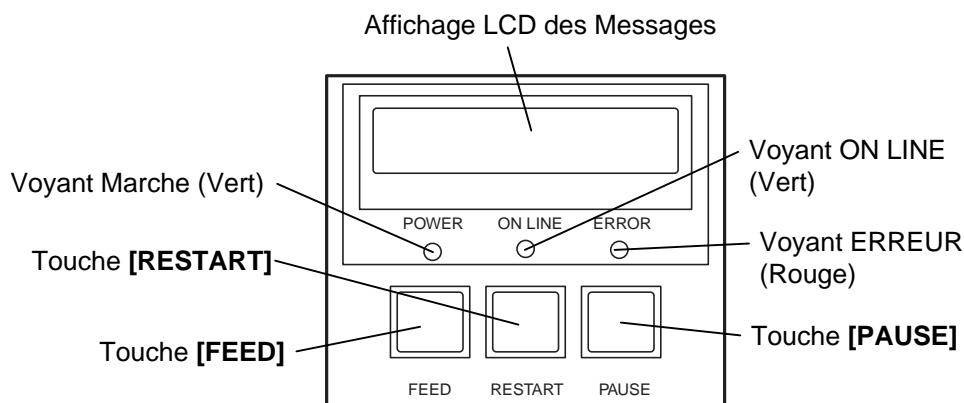 Affichage LCD des Messages
Voyant ON LINE
(Vert)
Voyant Marche (Vert)
POWER ON LINE ERROR
Voyant ERREUR
(Rouge)
Touche [RESTART]
Touche [PAUSE]
Touche [FEED]
FEED RESTART PAUSE